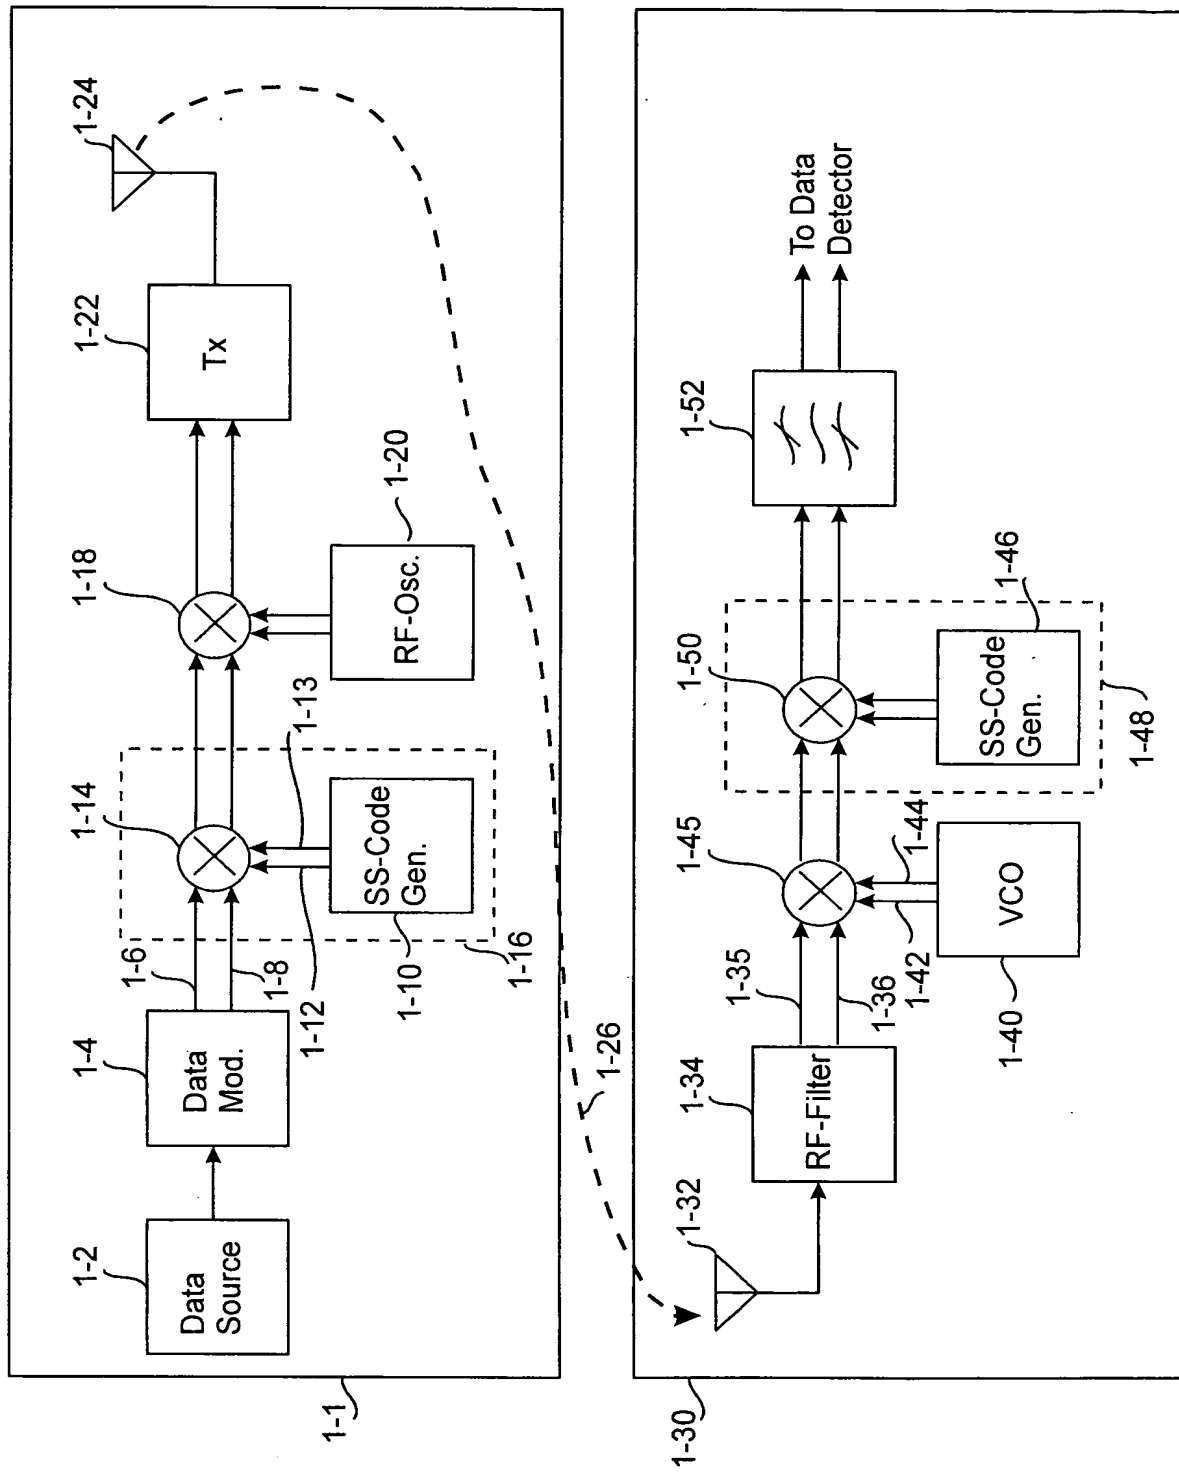 1-2
Data
Source
1-4
Data
Mod.
1-6
1-8
1-14
1-12
1-13
SS-Code
Gen.
1-10
1-16
1-18
RF-Osc.
1-20
1-22
Tx
1-24
1-1
1-26
1-32
1-34
RF-Filter
1-35
1-36
1-45
1-42
1-44
VCO
1-40
1-50
SS-Code
Gen.
1-46
1-48
1-52
To Data
Detector
1-30